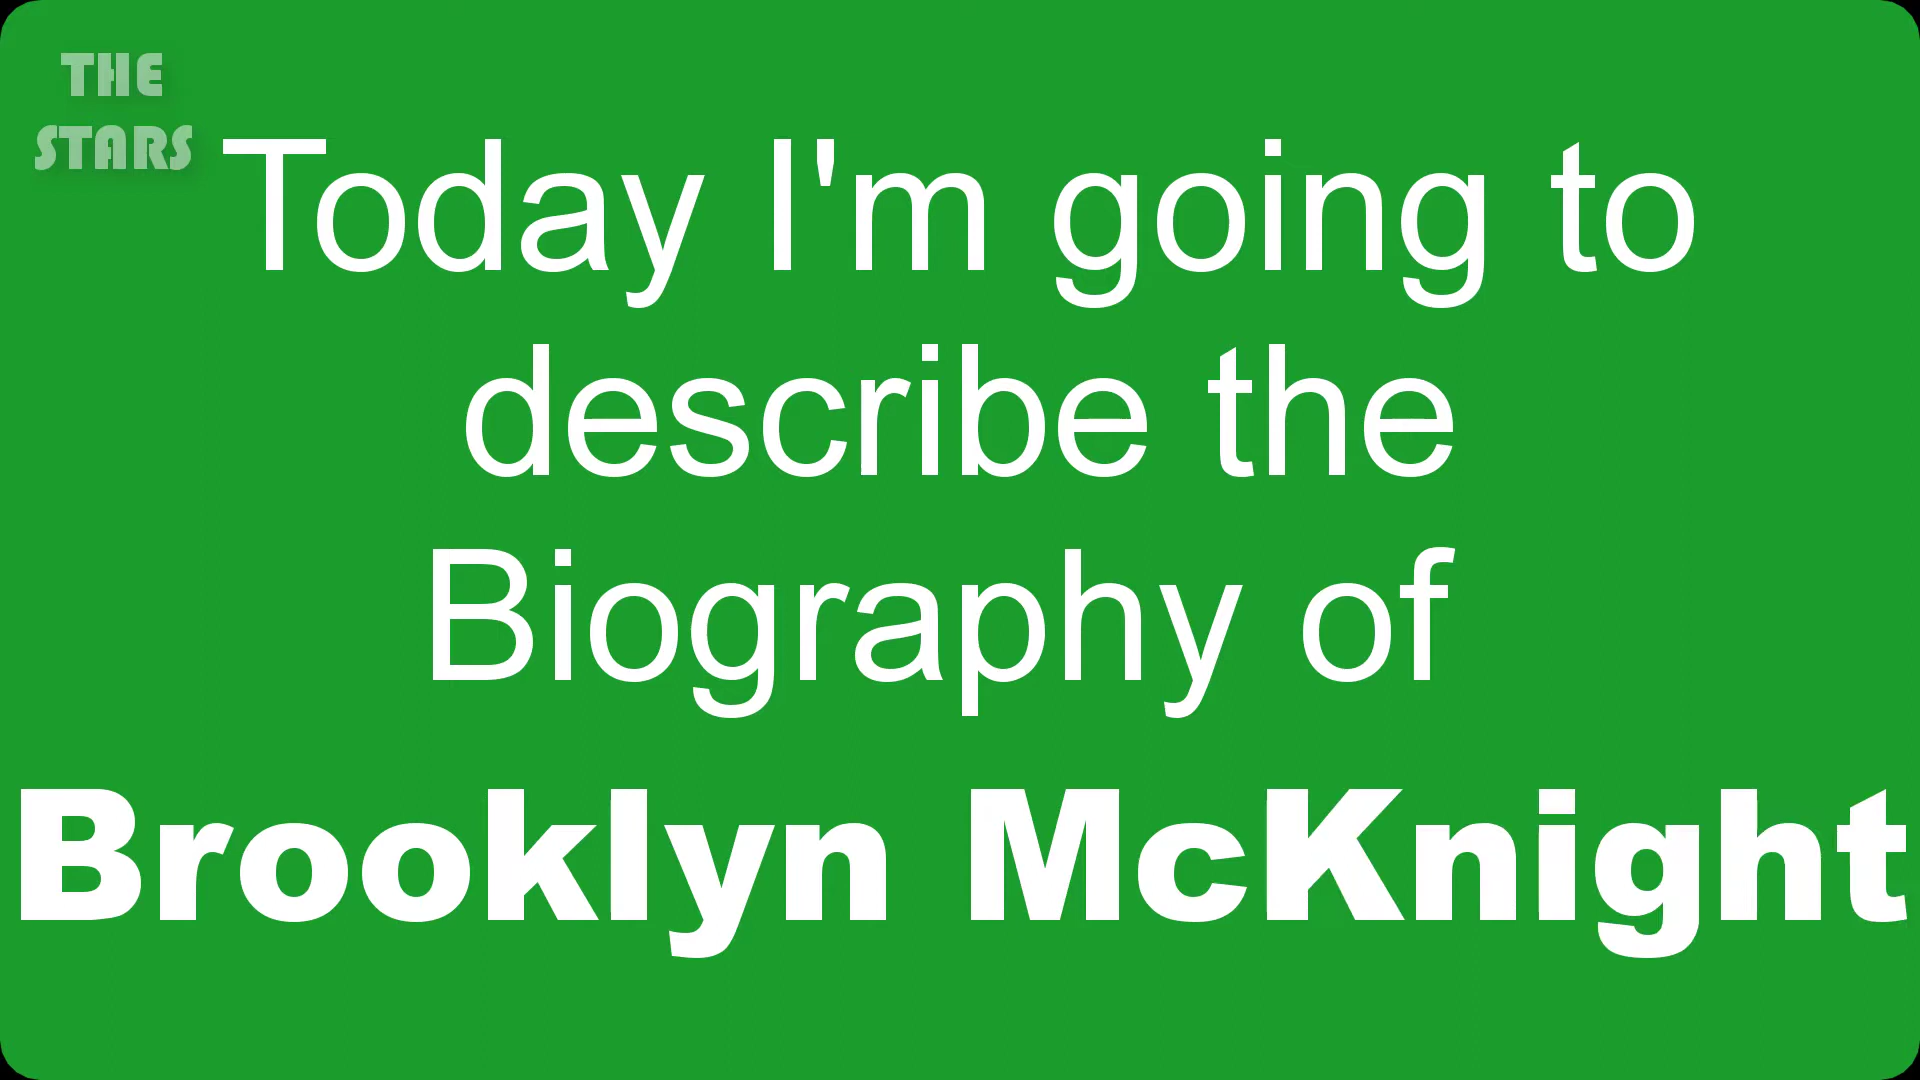 THE
STARS
Today I'm going to
describe the
Biography of
Brooklyn McKnight